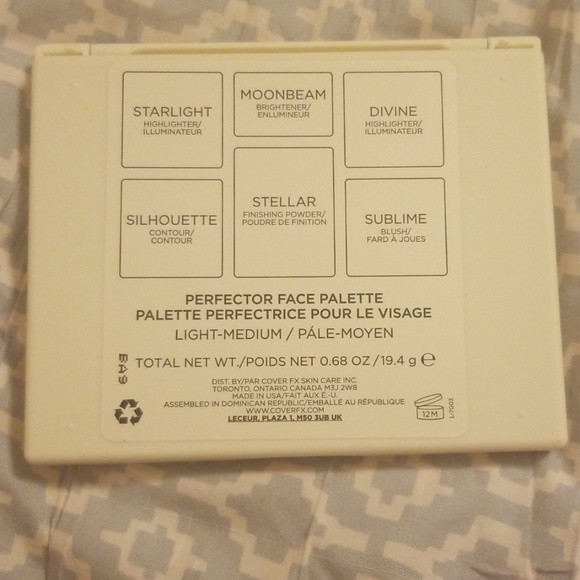 STARLIGHT
HIGHLIGHTER/
ILLUMINATEUR
MOONBEAM
BRIGHTENER/
ENLUMINEUR
DIVINE
HIGHLIGHTER/
ILLUMINATEUR
SILHOUETTE
CONTOUR/
CONTOUR
STELLAR
FINISHING POWDER/
POUDRE DE FINITION
SUBLIME
BLUSH/
FARD À JOUES
PERFECTOR FACE PALETTE
PALETTE PERFECTRICE POUR LE VISAGE
LIGHT-MEDIUM / PÁLE-MOYEN
TOTAL NET WT./POIDS NET 0.68 OZ /19.4 g ℮
DIST. BY/PAR COVER FX SKIN CARE INC.
TORONTO, ONTARIO CANADA M3J 2W8
MADE IN USA/FAIT AUX É.-U.
ASSEMBLED IN DOMINICAN REPUBLIC/EMBALLÉ AU RÉPUBLIQUE
WWW.COVERFX.COM
LECEUR, PLAZA 1, M50 3UB UK
12M